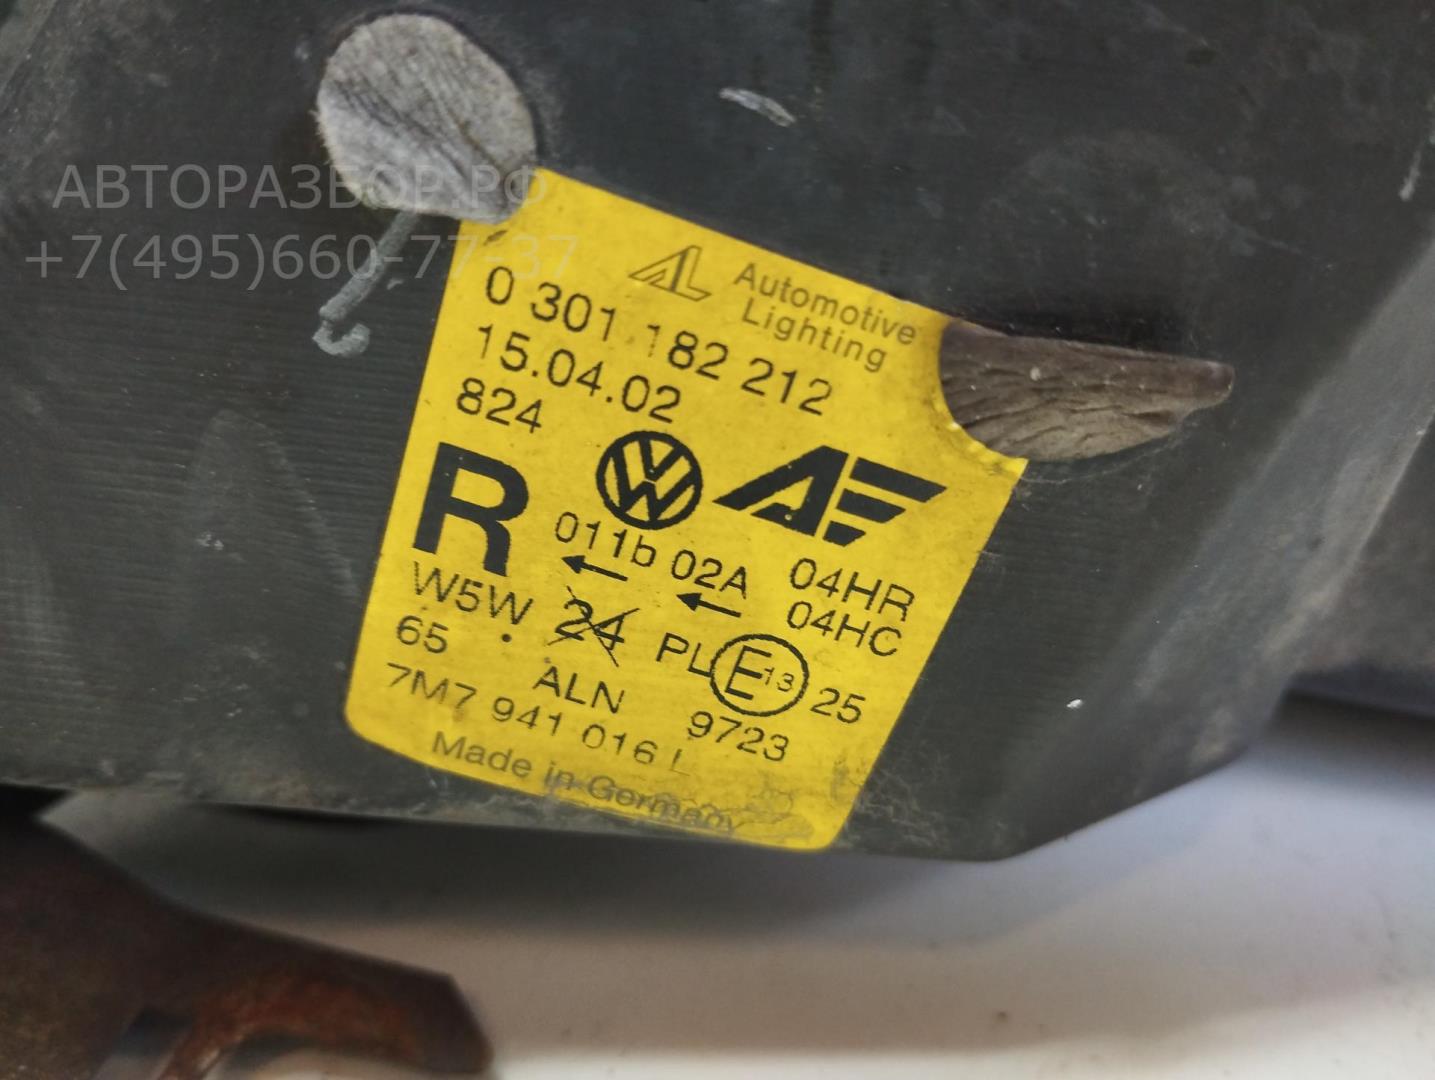 АВТОРАЗБОР.РФ
+7(495)660-77-37
AL Automotive
Lighting
0 301 182 212
15.04.02
824
R
011b 02A 04HR
04HC
W5W 24 PL E13 25
65 ALN 9723
7M7 941 016 L
Made in Germany